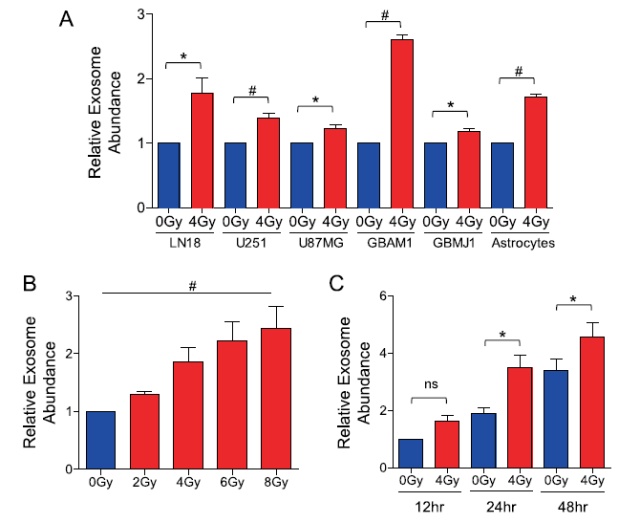 A
Relative Exosome
Abundance
3
2
1
0
*
#
*
#
*
#
0Gy 4Gy 0Gy 4Gy 0Gy 4Gy 0Gy 4Gy 0Gy 4Gy 0Gy 4Gy
LN18 U251 U87MG GBAM1 GBMJ1 Astrocytes
B
Relative Exosome
Abundance
3
2
1
0
#
0Gy 2Gy 4Gy 6Gy 8Gy
C
Relative Exosome
Abundance
6
4
2
0
ns
*
*
0Gy 4Gy 0Gy 4Gy 0Gy 4Gy
12hr 24hr 48hr